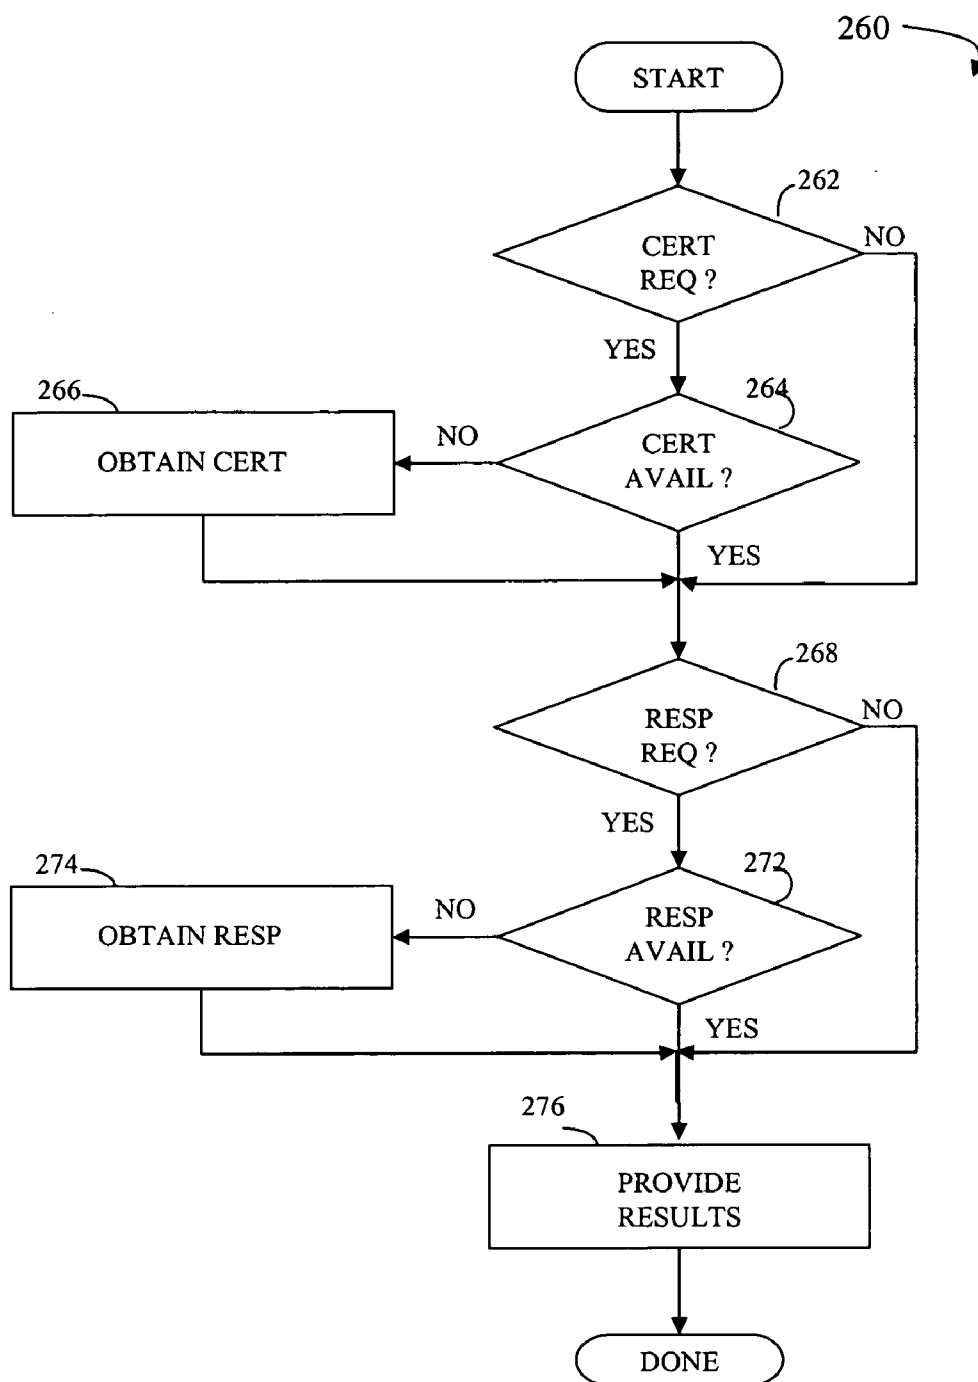 260
START
262
CERT
REQ ?
NO
YES
266
264
OBTAIN CERT
NO
CERT
AVAIL ?
YES
268
RESP
REQ ?
NO
YES
274
272
OBTAIN RESP
NO
RESP
AVAIL ?
YES
276
PROVIDE
RESULTS
DONE